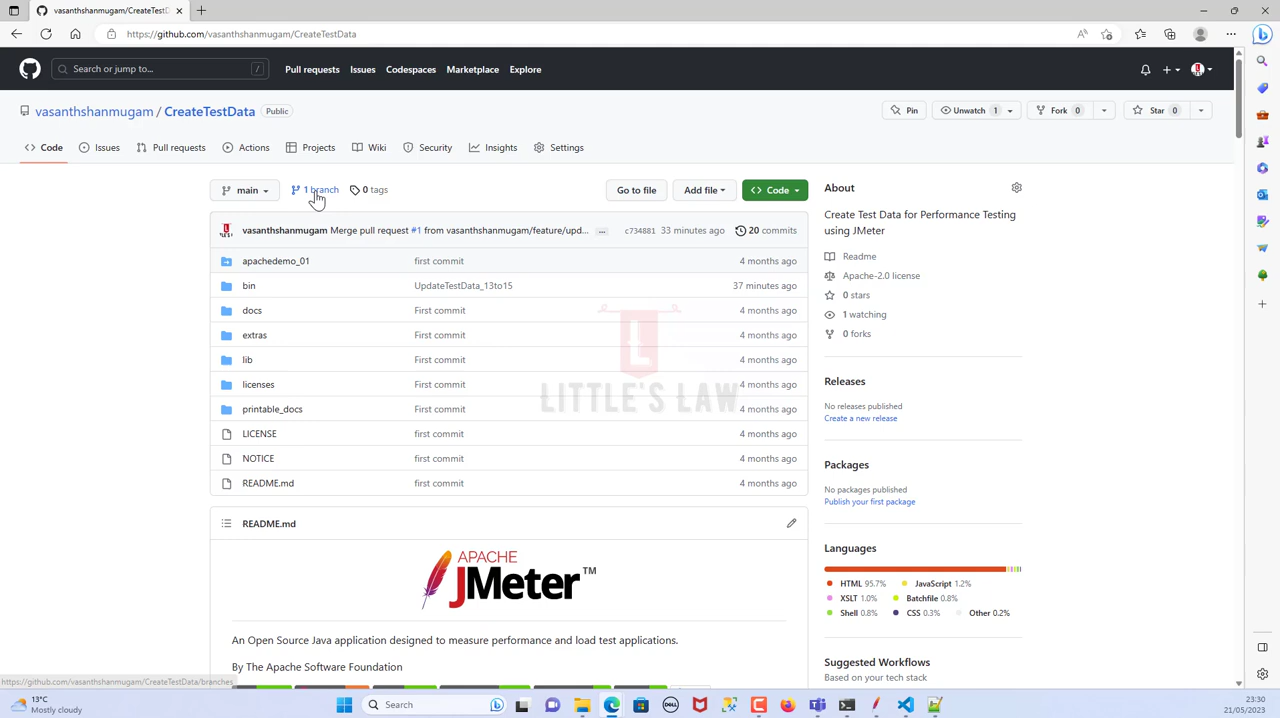 vasanthshanmugam/CreateTestD
https://github.com/vasanthshanmugam/CreateTestData
Search or jump to...
/
Pull requests
Issues
Codespaces
Marketplace
Explore
vasanthshanmugam / CreateTestData
Public
Pin
Unwatch 1
Fork 0
Star 0
Code
Issues
Pull requests
Actions
Projects
Wiki
Security
Insights
Settings
main
1 branch
0 tags
Go to file
Add file
Code
vasanthshanmugam Merge pull request #1 from vasanthshanmugam/feature/upd... ... c734881 33 minutes ago 20 commits
apachedemo_01 first commit 4 months ago
bin UpdateTestData_13to15 37 minutes ago
docs First commit 4 months ago
extras First commit 4 months ago
lib First commit 4 months ago
licenses First commit 4 months ago
printable_docs First commit 4 months ago
LICENSE first commit 4 months ago
NOTICE first commit 4 months ago
README.md first commit 4 months ago
L
LITTLE'S LAW
README.md
APACHE
JMeter TM
An Open Source Java application designed to measure performance and load test applications.
By The Apache Software Foundation
About
Create Test Data for Performance Testing
using JMeter
Readme
Apache-2.0 license
0 stars
1 watching
0 forks
Releases
No releases published
Create a new release
Packages
No packages published
Publish your first package
Languages
HTML 95.7% JavaScript 1.2%
XSLT 1.0% Batchfile 0.8%
Shell 0.8% CSS 0.3% Other 0.2%
Suggested Workflows
Based on your tech stack
https://github.com/vasanthshanmugam/CreateTestData/branches
13°C
Mostly cloudy
Search
DELL
23:30
21/05/2023